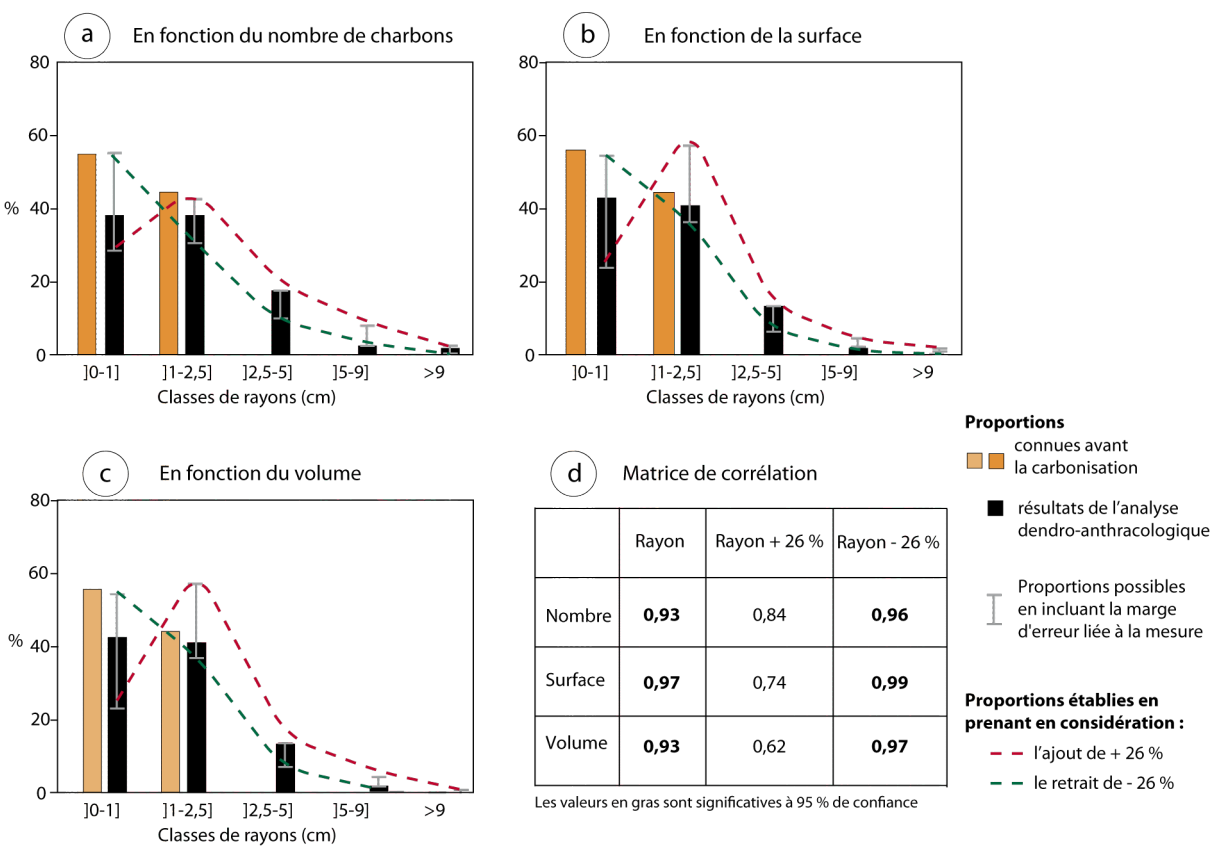 a
En fonction du nombre de charbons
80
60
40
%
20
0
]0-1]
]1-2,5]
]2,5-5]
]5-9]
>9
Classes de rayons (cm)
b
En fonction de la surface
80
60
40
20
0
]0-1]
]1-2,5]
]2,5-5]
]5-9]
>9
Classes de rayons (cm)
c
En fonction du volume
80
60
40
%
20
0
]0-1]
]1-2,5]
]2,5-5]
]5-9]
>9
Classes de rayons (cm)
d
Matrice de corrélation
Rayon Rayon + 26 % Rayon - 26 %
Nombre 0,93 0,84 0,96
Surface 0,97 0,74 0,99
Volume 0,93 0,62 0,97
Les valeurs en gras sont significatives à 95 % de confiance
Proportions
connues avant
la carbonisation
résultats de l'analyse
dendro-anthracologique
Proportions possibles
en incluant la marge
d'erreur liée à la mesure
Proportions établies en
prenant en considération :
l'ajout de + 26 %
le retrait de - 26 %